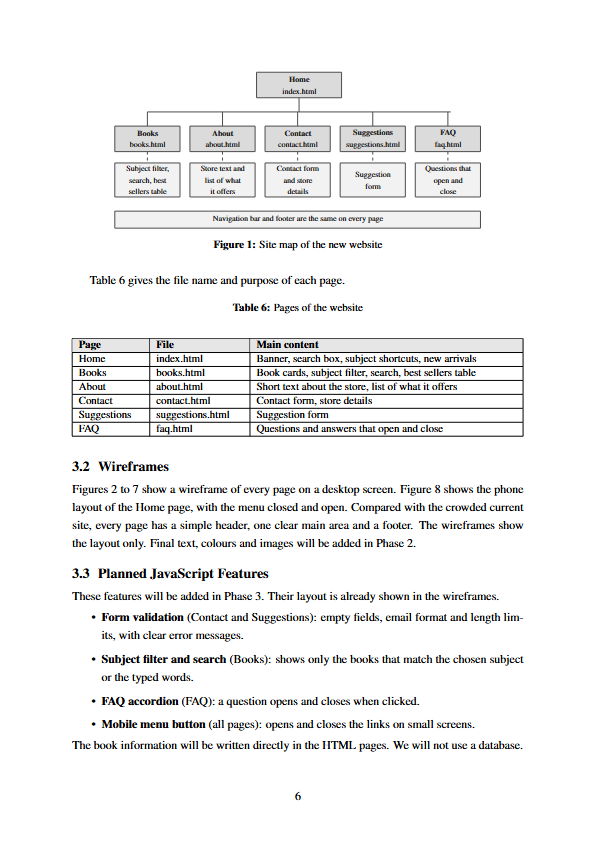 Home
index.html
Books
books.html
About
about.html
Contact
contact.html
Suggestions
suggestions.html
FAQ
faq.html
Subject filter,
search, best
sellers table
Store text and
list of what
it offers
Contact form
and store
details
Suggestion
form
Questions that
open and
close
Navigation bar and footer are the same on every page
Figure 1: Site map of the new website
Table 6 gives the file name and purpose of each page.
Table 6: Pages of the website
Page File Main content
Home index.html Banner, search box, subject shortcuts, new arrivals
Books books.html Book cards, subject filter, search, best sellers table
About about.html Short text about the store, list of what it offers
Contact contact.html Contact form, store details
Suggestions suggestions.html Suggestion form
FAQ faq.html Questions and answers that open and close
3.2 Wireframes
Figures 2 to 7 show a wireframe of every page on a desktop screen. Figure 8 shows the phone
layout of the Home page, with the menu closed and open. Compared with the crowded current
site, every page has a simple header, one clear main area and a footer. The wireframes show
the layout only. Final text, colours and images will be added in Phase 2.
3.3 Planned JavaScript Features
These features will be added in Phase 3. Their layout is already shown in the wireframes.
• Form validation (Contact and Suggestions): empty fields, email format and length lim-
its, with clear error messages.
• Subject filter and search (Books): shows only the books that match the chosen subject
or the typed words.
• FAQ accordion (FAQ): a question opens and closes when clicked.
• Mobile menu button (all pages): opens and closes the links on small screens.
The book information will be written directly in the HTML pages. We will not use a database.
6